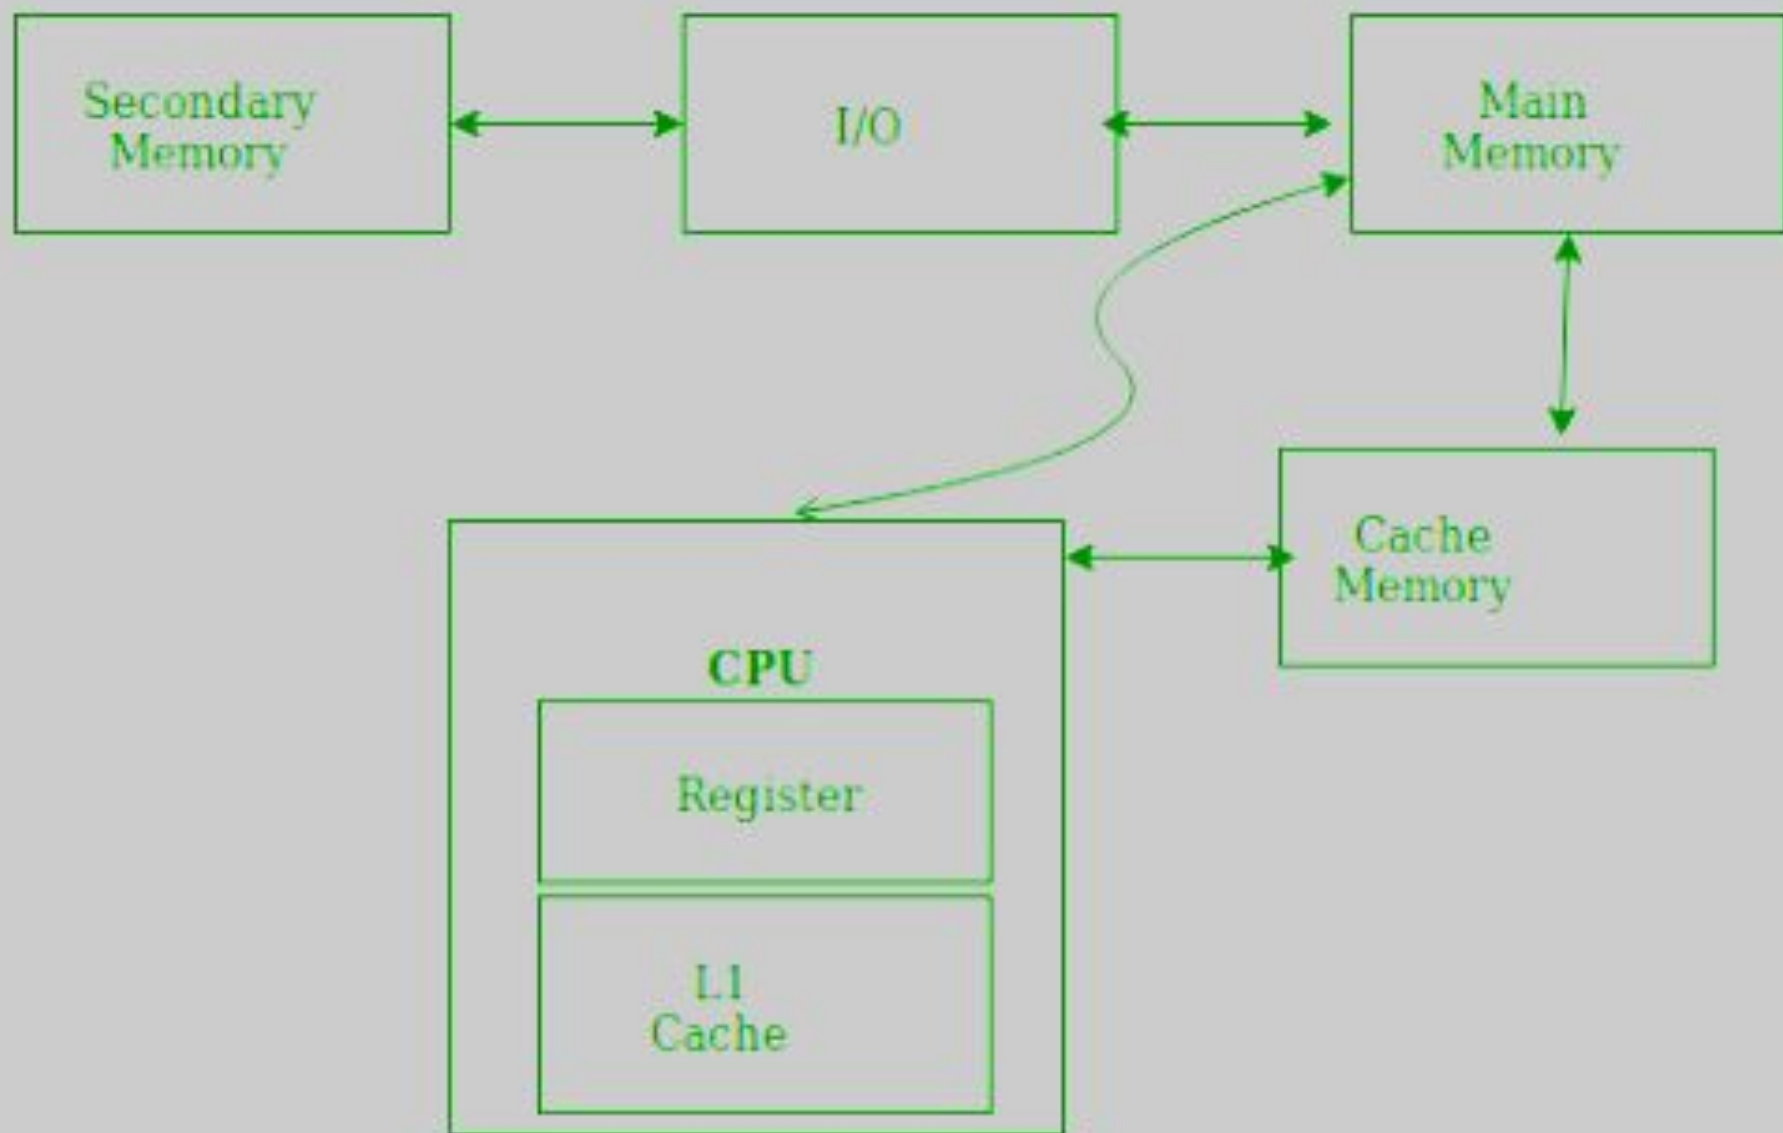 Secondary
Memory
I/O
Main
Memory
Cache
Memory
CPU
Register
L1
Cache